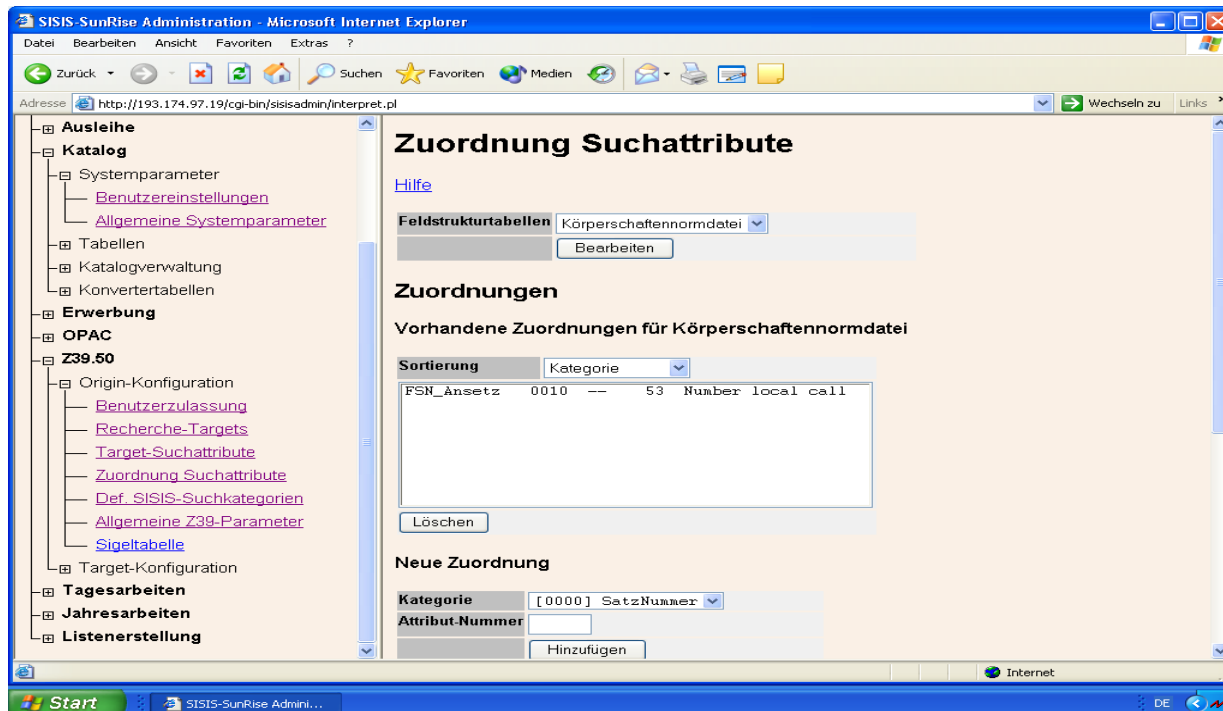 SISIS-SunRise Administration - Microsoft Internet Explorer
Datei Bearbeiten Ansicht Favoriten Extras ?
Zurück Suchen Favoriten Medien
Adresse http://193.174.97.19/cgi-bin/sisisadmin/interpret.pl Wechseln zu Links
Ausleihe
Katalog
Systemparameter
Benutzereinstellungen
Allgemeine Systemparameter
Tabellen
Katalogverwaltung
Konvertertabellen
Erwerbung
OPAC
Z39.50
Origin-Konfiguration
Benutzerzulassung
Recherche-Targets
Target-Suchattribute
Zuordnung Suchattribute
Def. SISIS-Suchkategorien
Allgemeine Z39-Parameter
Sigeltabelle
Target-Konfiguration
Tagesarbeiten
Jahresarbeiten
Listenerstellung
Zuordnung Suchattribute
Hilfe
Feldstrukturtabellen Körperschaftennormdatei
Bearbeiten
Zuordnungen
Vorhandene Zuordnungen für Körperschaftennormdatei
Sortierung Kategorie
FSN_Ansetz 0010 -- 53 Number local call
Löschen
Neue Zuordnung
Kategorie [0000] SatzNummer
Attribut-Nummer
Hinzufügen
Internet
Start SISIS-SunRise Admini... DE